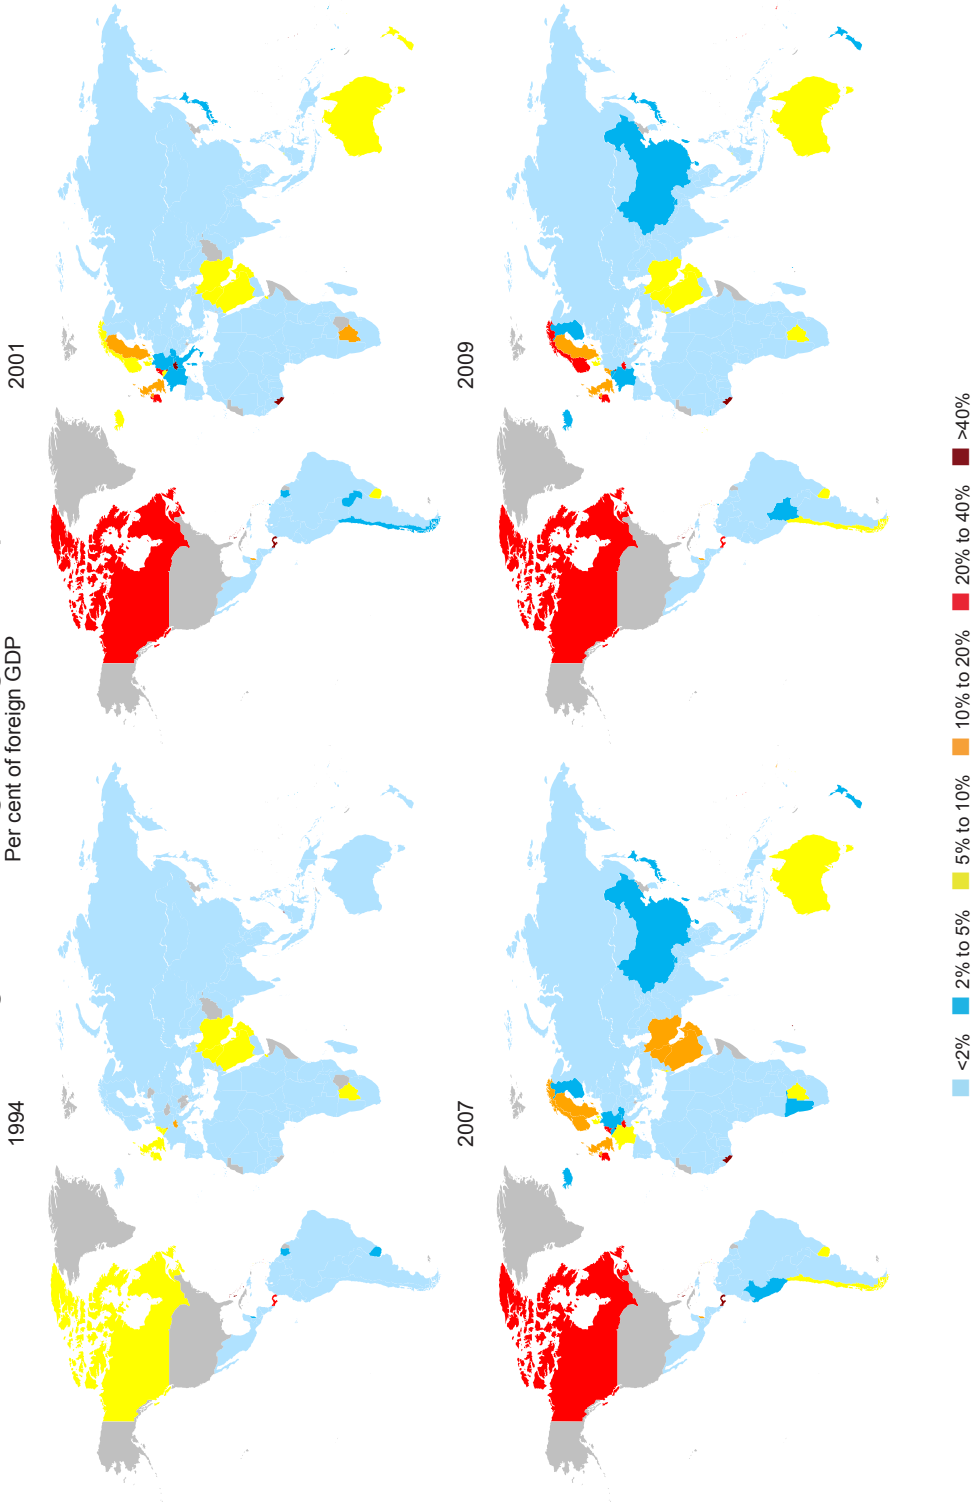 Per cent of foreign GDP
1994
2001
2007
2009
<2%
2% to 5%
5% to 10%
10% to 20%
20% to 40%
>40%